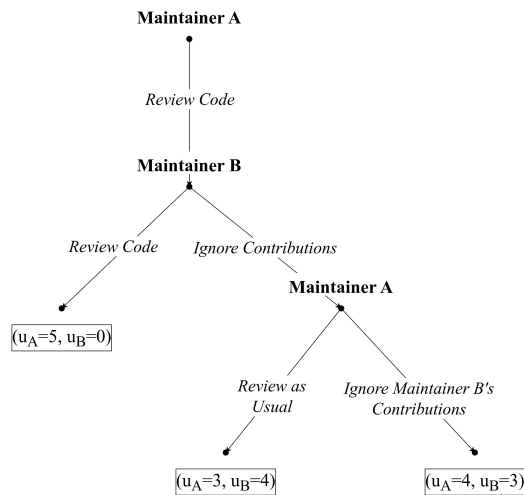 Maintainer A
Review Code
Maintainer B
Review Code
Ignore Contributions
Maintainer A
(uA=5, uB=0)
Review as
Usual
Ignore Maintainer B's
Contributions
(uA=3, uB=4)
(uA=4, uB=3)